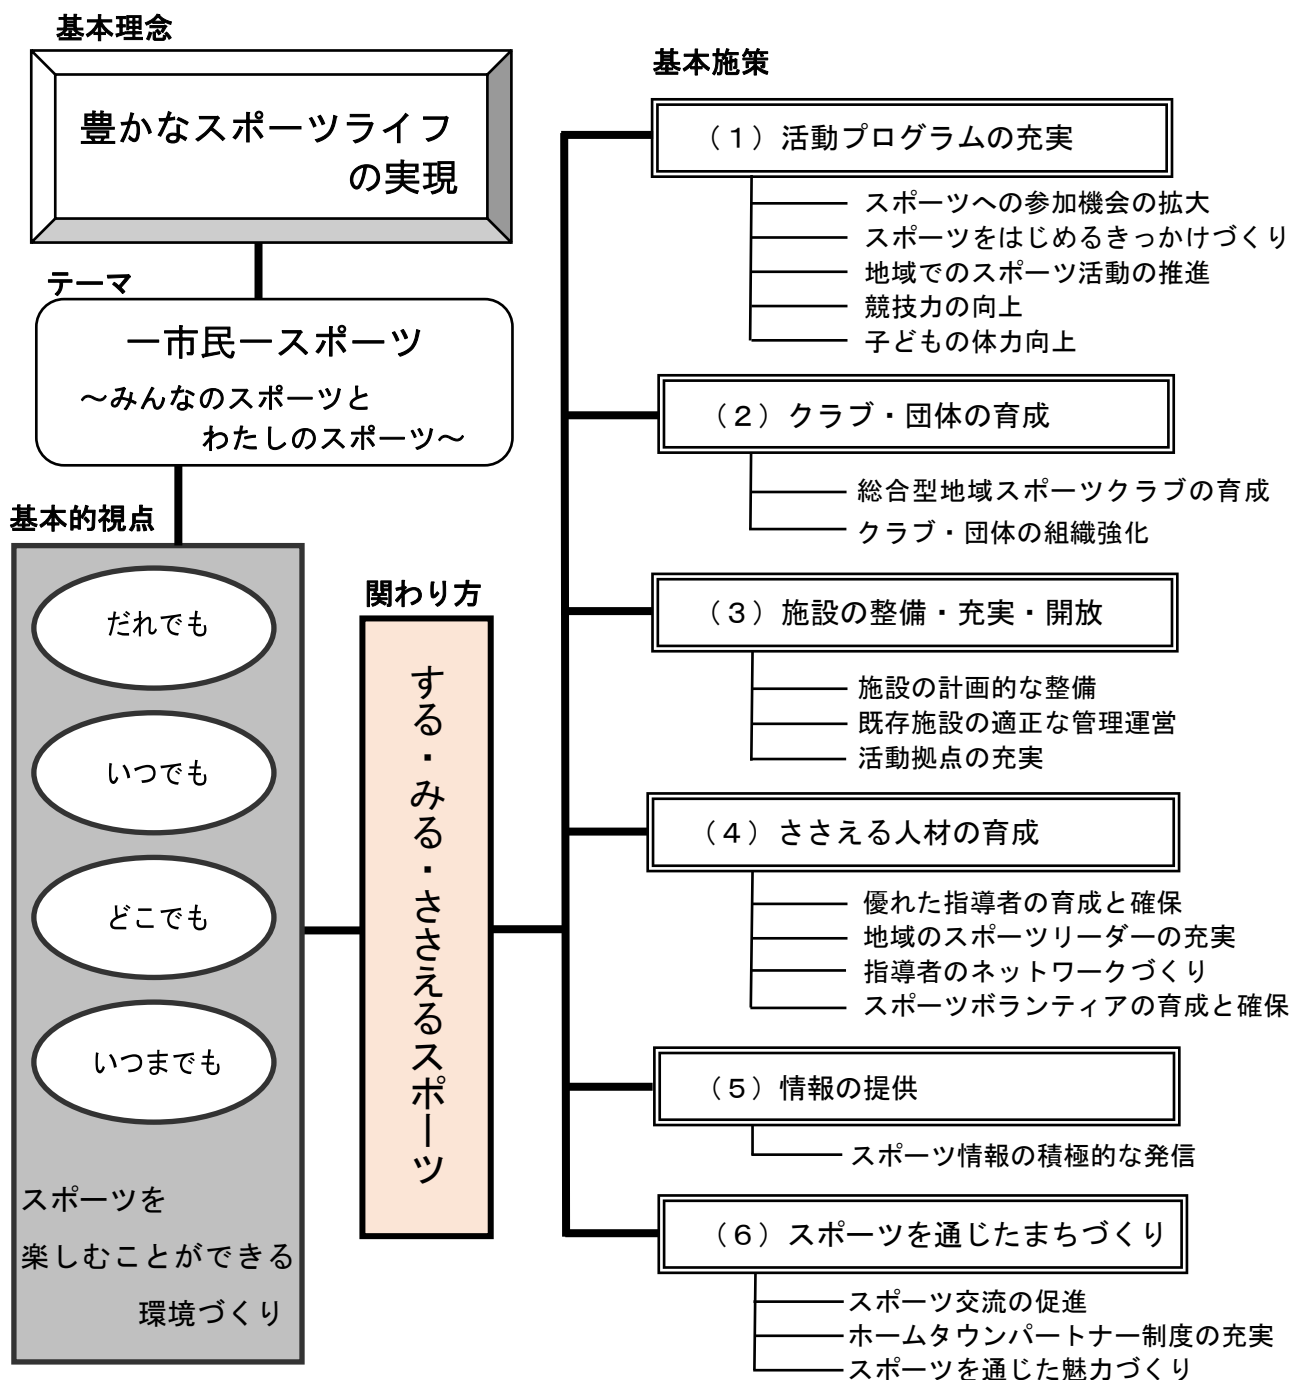 基本理念
豊かなスポーツライフ
の実現
テーマ
一市民一スポーツ
～みんなのスポーツと
わたしのスポーツ～
基本的視点
だれでも
いつでも
どこでも
いつまでも
スポーツを
楽しむことができる
環境づくり
関わり方
する・みる・ささえるスポーツ
基本施策
（１）活動プログラムの充実
スポーツへの参加機会の拡大
スポーツをはじめるきっかけづくり
地域でのスポーツ活動の推進
競技力の向上
子どもの体力向上
（２）クラブ・団体の育成
総合型地域スポーツクラブの育成
クラブ・団体の組織強化
（３）施設の整備・充実・開放
施設の計画的な整備
既存施設の適正な管理運営
活動拠点の充実
（４）ささえる人材の育成
優れた指導者の育成と確保
地域のスポーツリーダーの充実
指導者のネットワークづくり
スポーツボランティアの育成と確保
（５）情報の提供
スポーツ情報の積極的な発信
（６）スポーツを通じたまちづくり
スポーツ交流の促進
ホームタウンパートナー制度の充実
スポーツを通じた魅力づくり